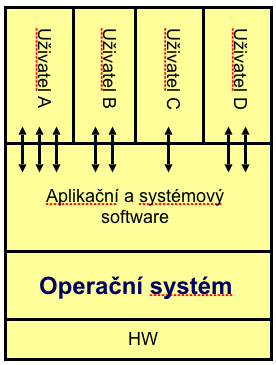 Uživatel A
Uživatel B
Uživatel C
Uživatel D
Aplikační a systémový
software
Operační systém
HW